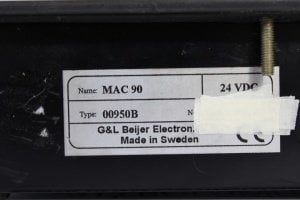 Name: MAC 90 24 VDC
Type: 00950B
G&L Beijer Electron
Made in Sweden
CE